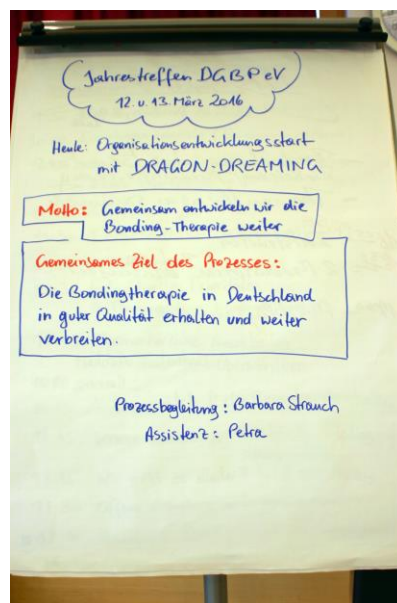 Jahrestreffen DGBP eV
12. u. 13. März 2016
Heute: Organisationsentwicklungsstart
mit DRAGON-DREAMING
Motto: Gemeinsam entwickeln wir die
Bonding-Therapie weiter
Gemeinsames Ziel des Prozesses:
Die Bondingtherapie in Deutschland
in guter Qualität erhalten und weiter
verbreiten.
Prozessbegleitung: Barbara Strauch
Assistenz: Petra